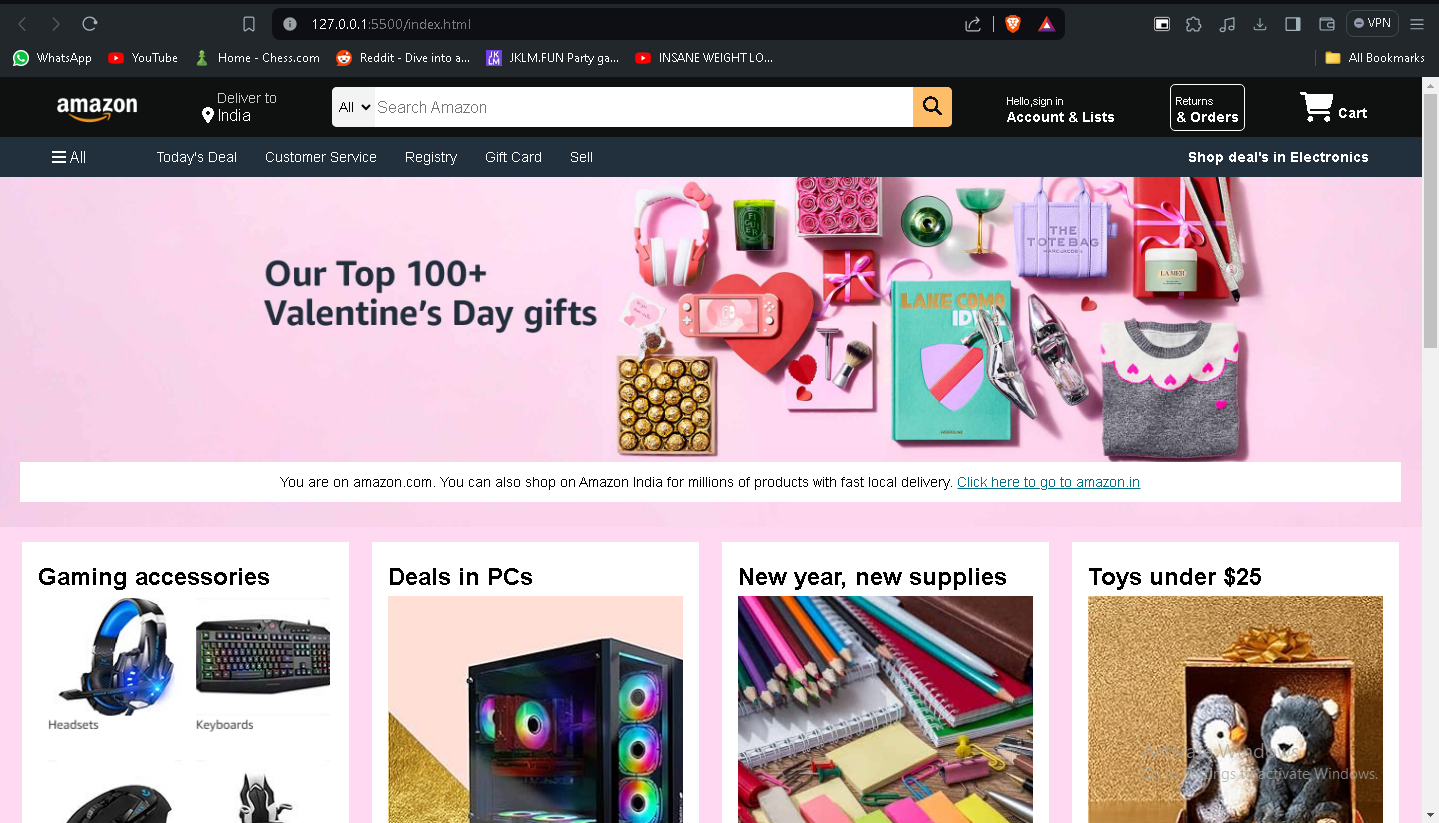 127.0.0.1:5500/index.html
VPN
WhatsApp YouTube Home - Chess.com Reddit - Dive into a... JKLM.FUN Party ga... INSANE WEIGHT LO... All Bookmarks
amazon
Deliver to
India
All Search Amazon
Hello,sign in
Account & Lists
Returns
& Orders
Cart
All Today's Deal Customer Service Registry Gift Card Sell Shop deal's in Electronics
Our Top 100+
Valentine's Day gifts
THE
TOTE BAG
MARC JACOBS
LA MER
LAKE COMO
You are on amazon.com. You can also shop on Amazon India for millions of products with fast local delivery. Click here to go to amazon.in
Gaming accessories Deals in PCs New year, new supplies Toys under $25
Headsets Keyboards
Activate Windows
Go to Settings to activate Windows.